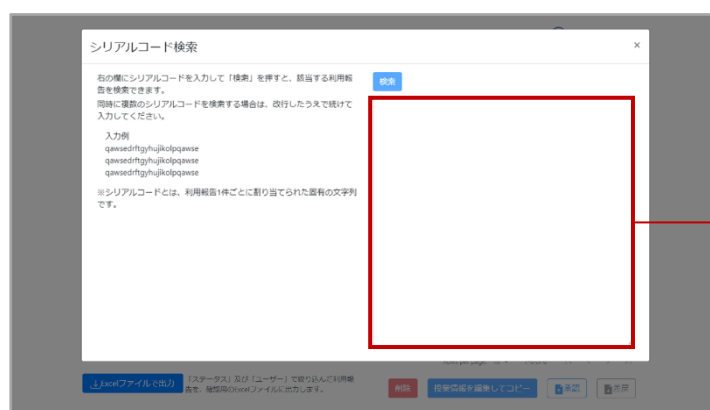 シリアルコード検索
×
右の欄にシリアルコードを入力して「検索」を押すと、該当する利用報
告を検索できます。
同時に複数のシリアルコードを検索する場合は、改行したうえで続けて
入力してください。
入力例
qawsedrftgyhujikolpqawse
qawsedrftgyhujikolpqawse
qawsedrftgyhujikolpqawse
※シリアルコードとは、利用報告1件ごとに割り当てられた固有の文字列
です。
検索
Excelファイルで出力
「ステータス」及び「ユーザー」で絞り込んだ利用報
告を、確認用のExcelファイルに出力します。
削除
授業情報を編集してコピー
承認
差戻